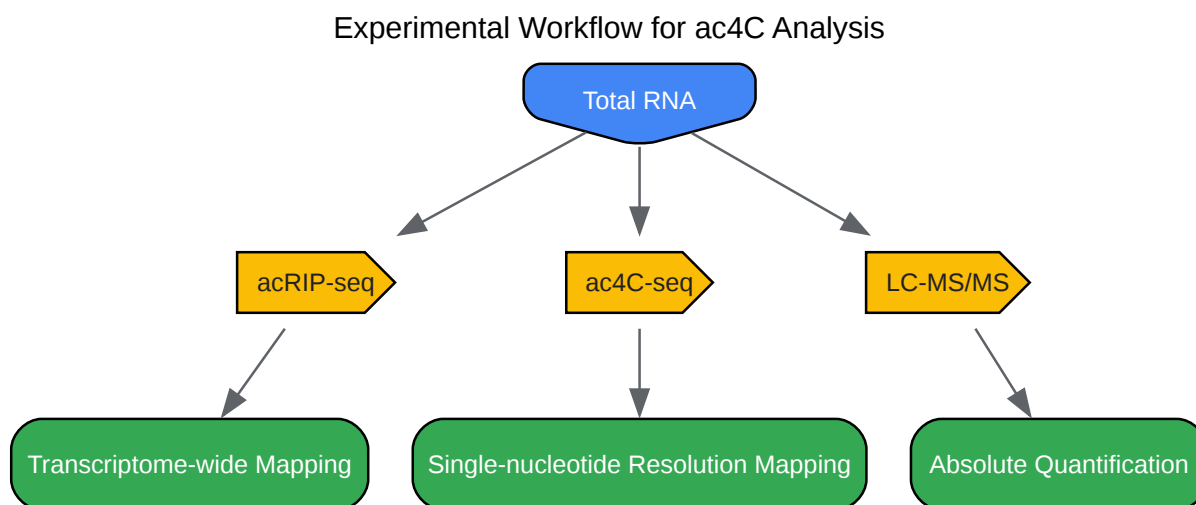 Experimental Workflow for ac4C Analysis
Total RNA
acRIP-seq
ac4C-seq
LC-MS/MS
Transcriptome-wide Mapping
Single-nucleotide Resolution Mapping
Absolute Quantification